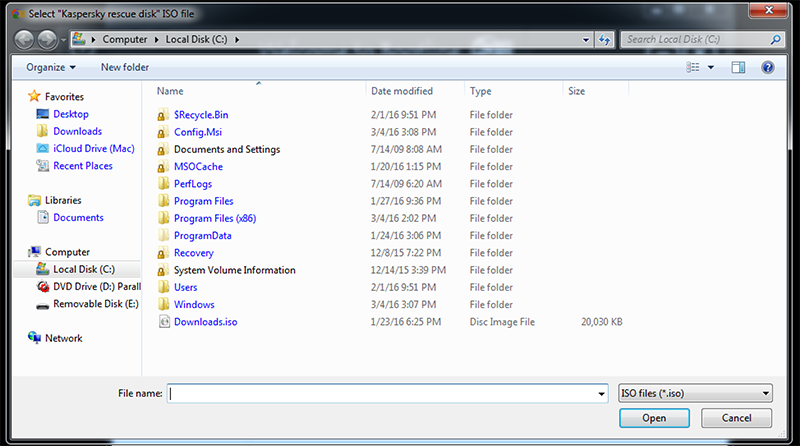 Select "Kaspersky rescue disk" ISO file
Computer Local Disk (C:) Search Local Disk (C:)
Organize New folder
Name Date modified Type Size
Favorites
Desktop
Downloads
iCloud Drive (Mac)
Recent Places
Libraries
Documents
Computer
Local Disk (C:)
DVD Drive (D:) Parall
Removable Disk (E:)
Network
$Recycle.Bin 2/1/16 9:51 PM File folder
Config.Msi 3/4/16 3:08 PM File folder
Documents and Settings 7/14/09 8:08 AM File folder
MSOCache 1/20/16 1:15 PM File folder
PerfLogs 7/14/09 6:20 AM File folder
Program Files 1/27/16 9:36 PM File folder
Program Files (x86) 3/4/16 2:02 PM File folder
ProgramData 1/24/16 3:06 PM File folder
Recovery 12/8/15 7:22 PM File folder
System Volume Information 12/14/15 3:39 PM File folder
Users 2/1/16 9:51 PM File folder
Windows 3/4/16 3:07 PM File folder
Downloads.iso 1/23/16 6:25 PM Disc Image File 20,030 KB
File name: ISO files (*.iso)
Open Cancel